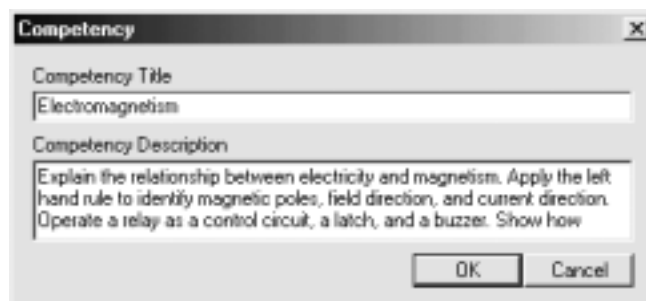 Competency
Competency Title
Electromagnetism
Competency Description
Explain the relationship between electricity and magnetism. Apply the left
hand rule to identify magnetic poles, field direction, and current direction.
Operate a relay as a control circuit, a latch, and a buzzer. Show how
OK Cancel